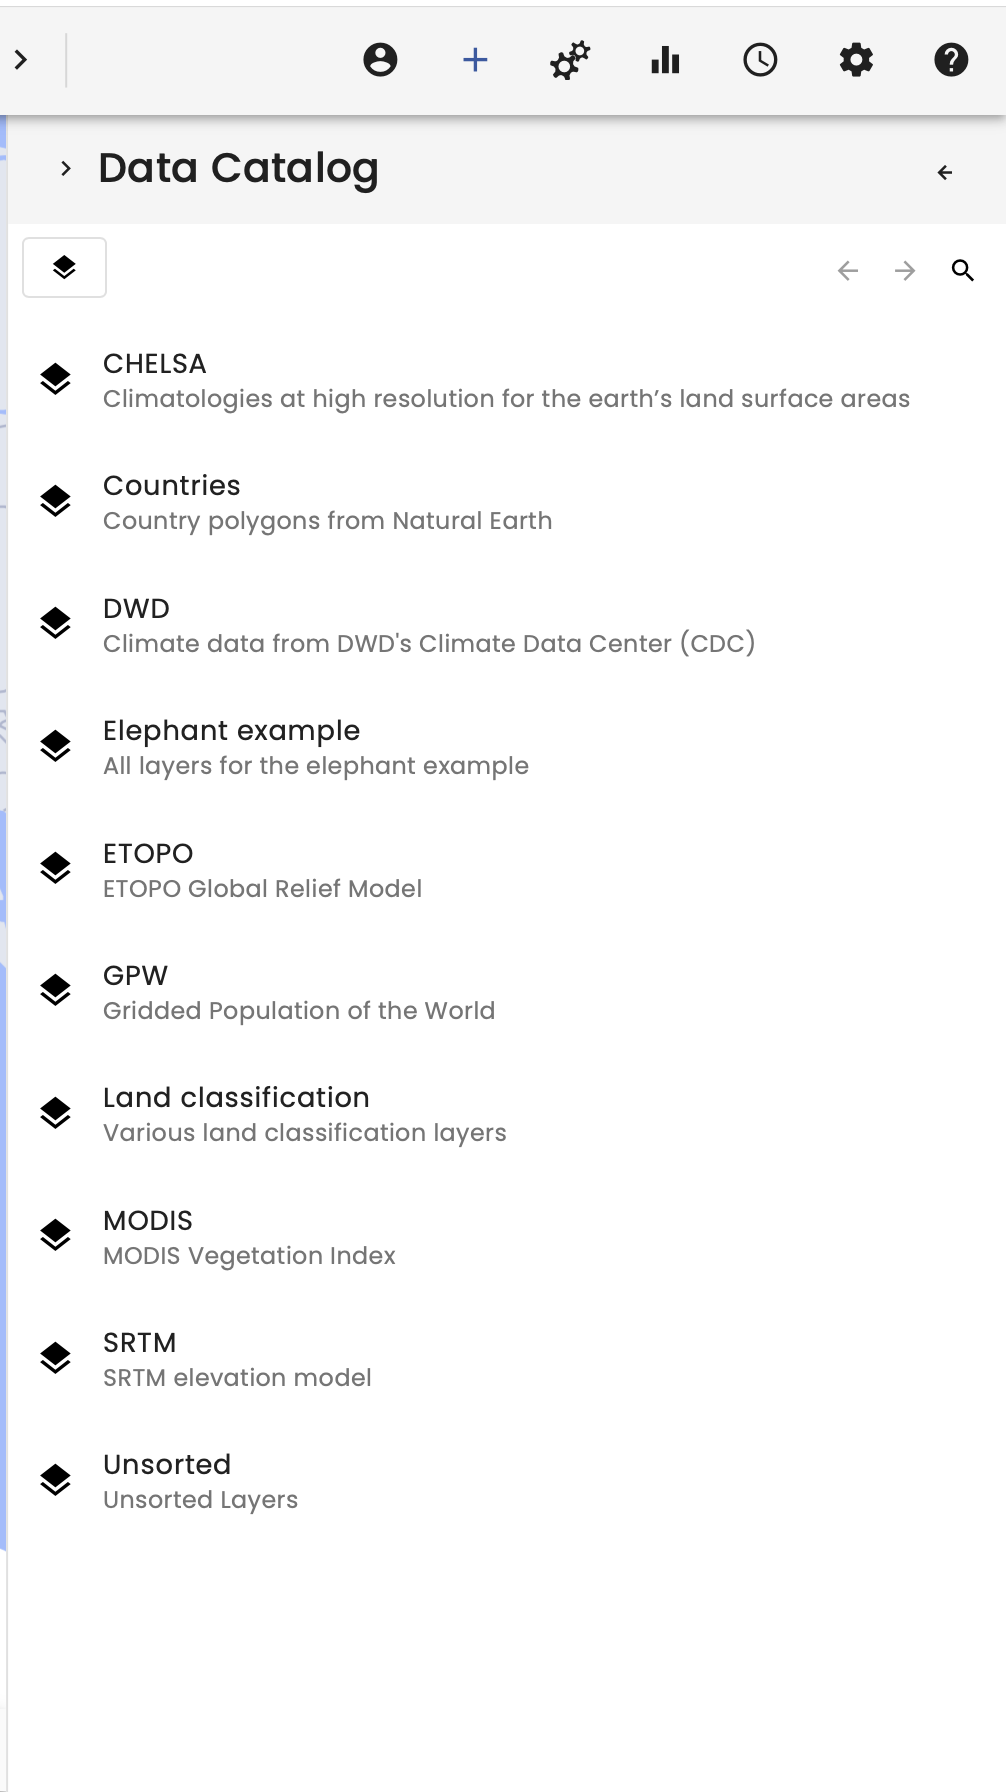 Data Catalog
CHELSA
Climatologies at high resolution for the earth’s land surface areas
Countries
Country polygons from Natural Earth
DWD
Climate data from DWD's Climate Data Center (CDC)
Elephant example
All layers for the elephant example
ETOPO
ETOPO Global Relief Model
GPW
Gridded Population of the World
Land classification
Various land classification layers
MODIS
MODIS Vegetation Index
SRTM
SRTM elevation model
Unsorted
Unsorted Layers